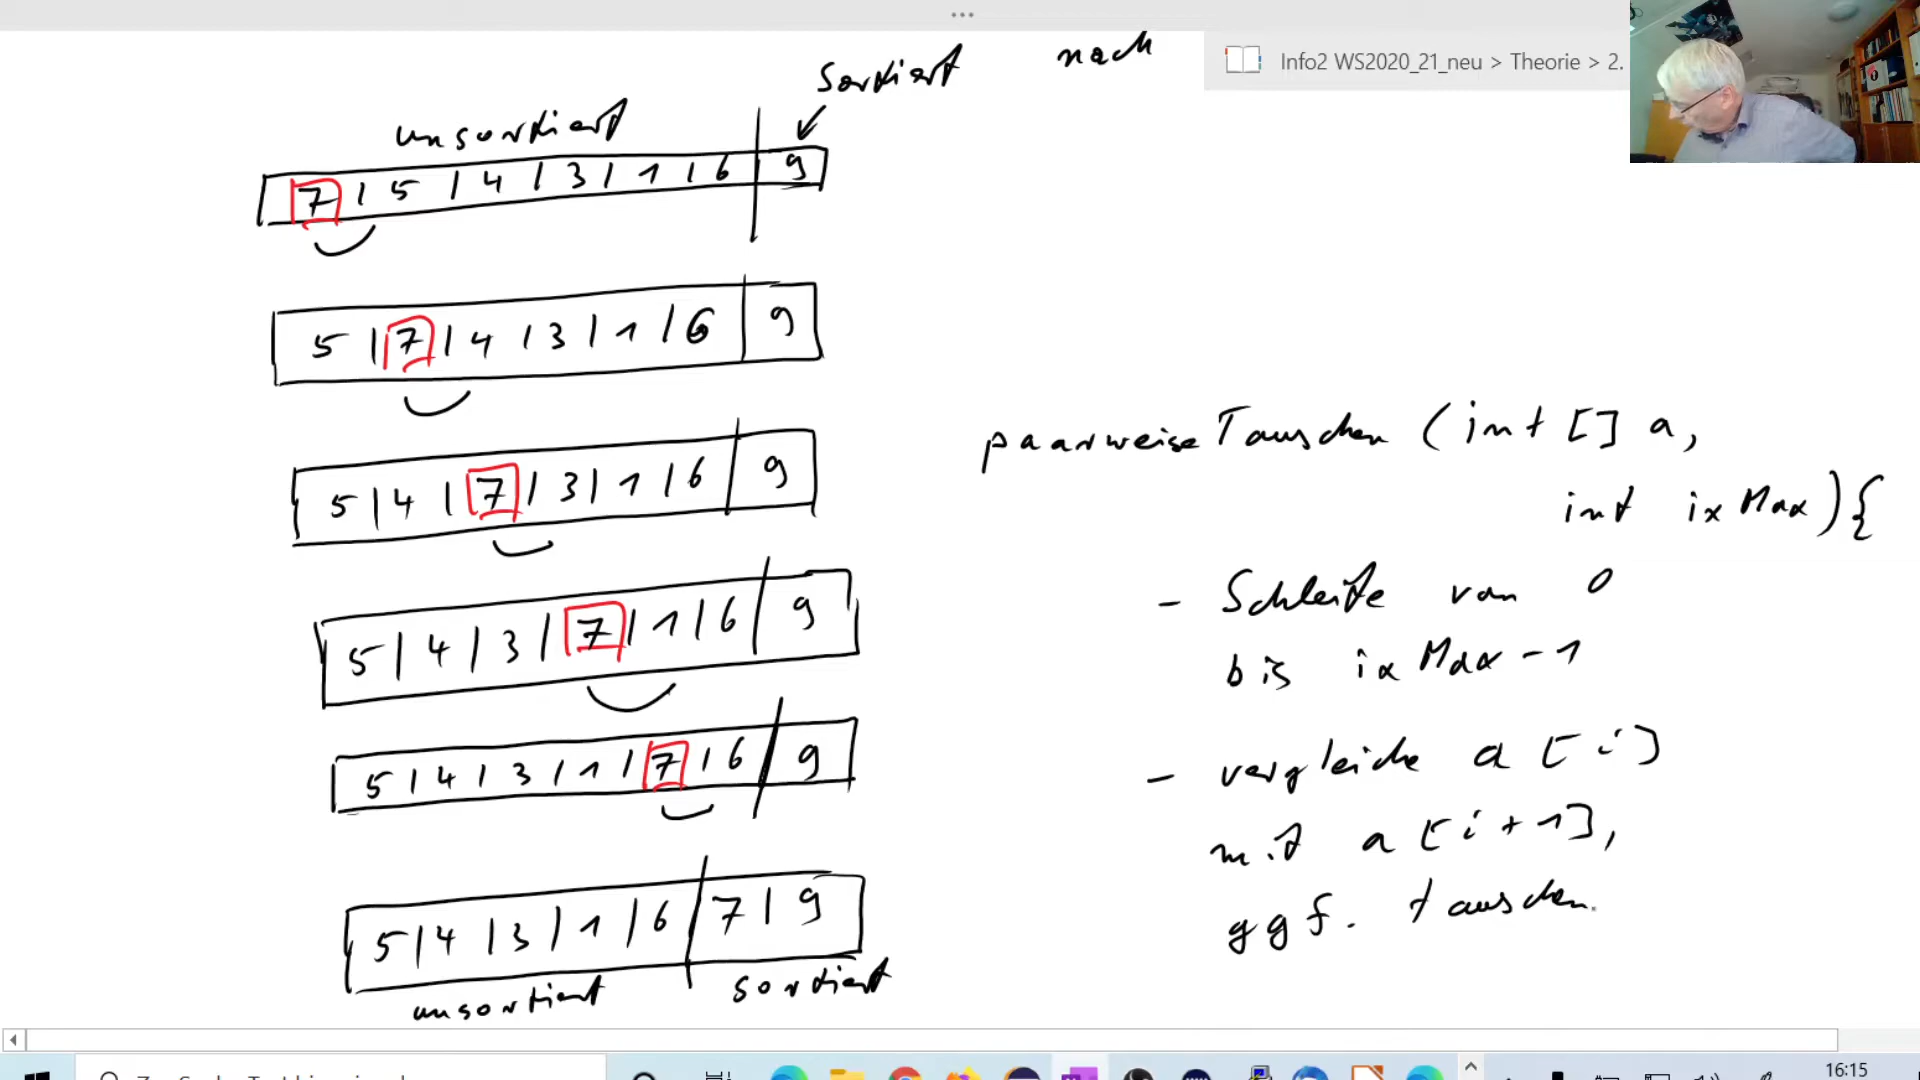 sortiert nach
Info2 WS2020_21_neu > Theorie > 2.
unsortiert
7 | 5 | 4 | 3 | 1 | 6 | 9
5 | 7 | 4 | 3 | 1 | 6 | 9
5 | 4 | 7 | 3 | 1 | 6 | 9
5 | 4 | 3 | 7 | 1 | 6 | 9
5 | 4 | 3 | 1 | 7 | 6 | 9
5 | 4 | 3 | 1 | 6 | 7 | 9
unsortiert sortiert
paarweiseTauschen (int [] a,
int ixMax) {
- Schleife von 0
bis ixMax - 1
- vergleiche a [i]
mit a [i + 1],
ggf. tauschen.
16:15